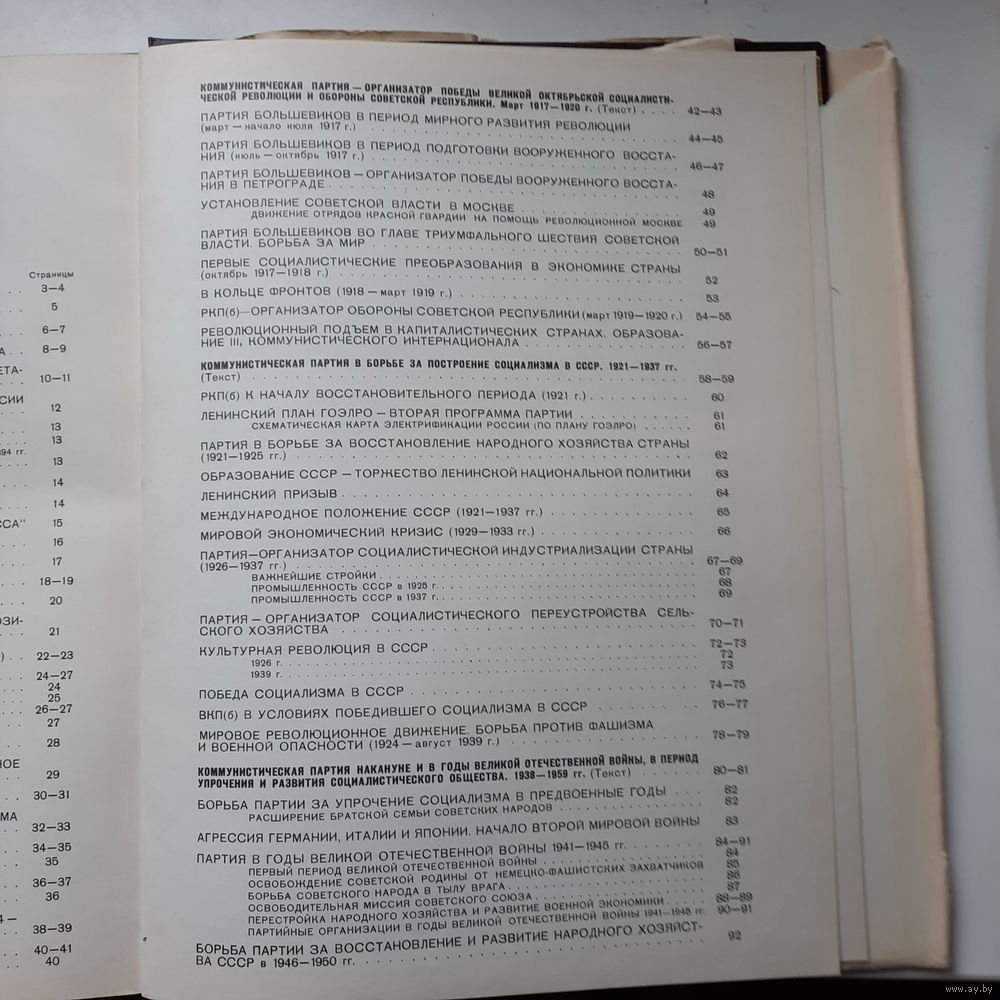 Страницы
3—4
5
6—7
А . . 8—9
ЕТА-
10—11
СИИ
12
13
13
894 гг.
13
14
14
ССА" 15
16
17
18—19
20
ОЗИ-
21
) . . 22—23
24—27
24
25
26—27
27
28
НОЕ
29
30—31
МА
32—33
34—35
35
36—37
36
4—
38—39
40—41
40
КОММУНИСТИЧЕСКАЯ ПАРТИЯ — ОРГАНИЗАТОР ПОБЕДЫ ВЕЛИКОЙ ОКТЯБРЬСКОЙ СОЦИАЛИСТИ-
ЧЕСКОЙ РЕВОЛЮЦИИ И ОБОРОНЫ СОВЕТСКОЙ РЕСПУБЛИКИ. Март 1917—1920 г. (Текст) . . . . 42—43
ПАРТИЯ БОЛЬШЕВИКОВ В ПЕРИОД МИРНОГО РАЗВИТИЯ РЕВОЛЮЦИИ
(март — начало июля 1917 г.) . . . . 44—45
ПАРТИЯ БОЛЬШЕВИКОВ В ПЕРИОД ПОДГОТОВКИ ВООРУЖЕННОГО ВОССТА-
НИЯ (июль — октябрь 1917 г.) . . . . 46—47
ПАРТИЯ БОЛЬШЕВИКОВ — ОРГАНИЗАТОР ПОБЕДЫ ВООРУЖЕННОГО ВОССТА-
НИЯ В ПЕТРОГРАДЕ . . . . 48
УСТАНОВЛЕНИЕ СОВЕТСКОЙ ВЛАСТИ В МОСКВЕ . . . . 49
ДВИЖЕНИЕ ОТРЯДОВ КРАСНОЙ ГВАРДИИ НА ПОМОЩЬ РЕВОЛЮЦИОННОЙ МОСКВЕ 49
ПАРТИЯ БОЛЬШЕВИКОВ ВО ГЛАВЕ ТРИУМФАЛЬНОГО ШЕСТВИЯ СОВЕТСКОЙ
ВЛАСТИ. БОРЬБА ЗА МИР . . . . 50—51
ПЕРВЫЕ СОЦИАЛИСТИЧЕСКИЕ ПРЕОБРАЗОВАНИЯ В ЭКОНОМИКЕ СТРАНЫ
(октябрь 1917—1918 г.) . . . . 52
В КОЛЬЦЕ ФРОНТОВ (1918 — март 1919 г.) . . . . 53
РКП(б)—ОРГАНИЗАТОР ОБОРОНЫ СОВЕТСКОЙ РЕСПУБЛИКИ (март 1919—1920 г.) 54—55
РЕВОЛЮЦИОННЫЙ ПОДЪЕМ В КАПИТАЛИСТИЧЕСКИХ СТРАНАХ. ОБРАЗОВА-
НИЕ III, КОММУНИСТИЧЕСКОГО ИНТЕРНАЦИОНАЛА . . . . 56—57
КОММУНИСТИЧЕСКАЯ ПАРТИЯ В БОРЬБЕ ЗА ПОСТРОЕНИЕ СОЦИАЛИЗМА В СССР. 1921—1937 гг.
(Текст) . . . . 58—59
РКП(б) К НАЧАЛУ ВОССТАНОВИТЕЛЬНОГО ПЕРИОДА (1921 г.) . . . . 60
ЛЕНИНСКИЙ ПЛАН ГОЭЛРО — ВТОРАЯ ПРОГРАММА ПАРТИИ . . . . 61
СХЕМАТИЧЕСКАЯ КАРТА ЭЛЕКТРИФИКАЦИИ РОССИИ (ПО ПЛАНУ ГОЭЛРО) . . . . 61
ПАРТИЯ В БОРЬБЕ ЗА ВОССТАНОВЛЕНИЕ НАРОДНОГО ХОЗЯЙСТВА СТРАНЫ
(1921—1925 гг.) . . . . 62
ОБРАЗОВАНИЕ СССР — ТОРЖЕСТВО ЛЕНИНСКОЙ НАЦИОНАЛЬНОЙ ПОЛИТИКИ 63
ЛЕНИНСКИЙ ПРИЗЫВ . . . . 64
МЕЖДУНАРОДНОЕ ПОЛОЖЕНИЕ СССР (1921—1937 гг.) . . . . 65
МИРОВОЙ ЭКОНОМИЧЕСКИЙ КРИЗИС (1929—1933 гг.) . . . . 66
ПАРТИЯ—ОРГАНИЗАТОР СОЦИАЛИСТИЧЕСКОЙ ИНДУСТРИАЛИЗАЦИИ СТРАНЫ
(1926—1937 гг.) . . . . 67—69
ВАЖНЕЙШИЕ СТРОЙКИ . . . . 67
ПРОМЫШЛЕННОСТЬ СССР в 1925 г. . . . . 68
ПРОМЫШЛЕННОСТЬ СССР в 1937 г. . . . . 69
ПАРТИЯ — ОРГАНИЗАТОР СОЦИАЛИСТИЧЕСКОГО ПЕРЕУСТРОЙСТВА СЕЛЬ-
СКОГО ХОЗЯЙСТВА . . . . 70—71
КУЛЬТУРНАЯ РЕВОЛЮЦИЯ В СССР . . . . 72—73
1926 г. . . . . 72
1939 г. . . . . 73
ПОБЕДА СОЦИАЛИЗМА В СССР . . . . 74—75
ВКП(б) В УСЛОВИЯХ ПОБЕДИВШЕГО СОЦИАЛИЗМА В СССР . . . . 76—77
МИРОВОЕ РЕВОЛЮЦИОННОЕ ДВИЖЕНИЕ. БОРЬБА ПРОТИВ ФАШИЗМА
И ВОЕННОЙ ОПАСНОСТИ (1924 — август 1939 г.) . . . . 78—79
КОММУНИСТИЧЕСКАЯ ПАРТИЯ НАКАНУНЕ И В ГОДЫ ВЕЛИКОЙ ОТЕЧЕСТВЕННОЙ ВОЙНЫ, В ПЕРИОД
УПРОЧЕНИЯ И РАЗВИТИЯ СОЦИАЛИСТИЧЕСКОГО ОБЩЕСТВА. 1938—1959 гг. (Текст) . . . . 80—81
БОРЬБА ПАРТИИ ЗА УПРОЧЕНИЕ СОЦИАЛИЗМА В ПРЕДВОЕННЫЕ ГОДЫ . . . 82
РАСШИРЕНИЕ БРАТСКОЙ СЕМЬИ СОВЕТСКИХ НАРОДОВ . . . . 82
АГРЕССИЯ ГЕРМАНИИ, ИТАЛИИ И ЯПОНИИ. НАЧАЛО ВТОРОЙ МИРОВОЙ ВОЙНЫ 83
ПАРТИЯ В ГОДЫ ВЕЛИКОЙ ОТЕЧЕСТВЕННОЙ ВОЙНЫ 1941—1945 гг. . . . . 84—91
ПЕРВЫЙ ПЕРИОД ВЕЛИКОЙ ОТЕЧЕСТВЕННОЙ ВОЙНЫ . . . . 84
ОСВОБОЖДЕНИЕ СОВЕТСКОЙ РОДИНЫ ОТ НЕМЕЦКО-ФАШИСТСКИХ ЗАХВАТЧИКОВ 85
БОРЬБА СОВЕТСКОГО НАРОДА В ТЫЛУ ВРАГА . . . . 86
ОСВОБОДИТЕЛЬНАЯ МИССИЯ СОВЕТСКОГО СОЮЗА . . . . 87
ПЕРЕСТРОЙКА НАРОДНОГО ХОЗЯЙСТВА И РАЗВИТИЕ ВОЕННОЙ ЭКОНОМИКИ . . . . 88—89
ПАРТИЙНЫЕ ОРГАНИЗАЦИИ В ГОДЫ ВЕЛИКОЙ ОТЕЧЕСТВЕННОЙ ВОЙНЫ 1941—1945 гг. 90—91
БОРЬБА ПАРТИИ ЗА ВОССТАНОВЛЕНИЕ И РАЗВИТИЕ НАРОДНОГО ХОЗЯЙСТ-
ВА СССР в 1946—1950 гг. . . . . 92
www.ay.by